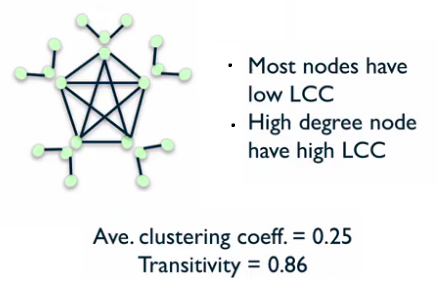 · Most nodes have
low LCC
· High degree node
have high LCC
Ave. clustering coeff. = 0.25
Transitivity = 0.86